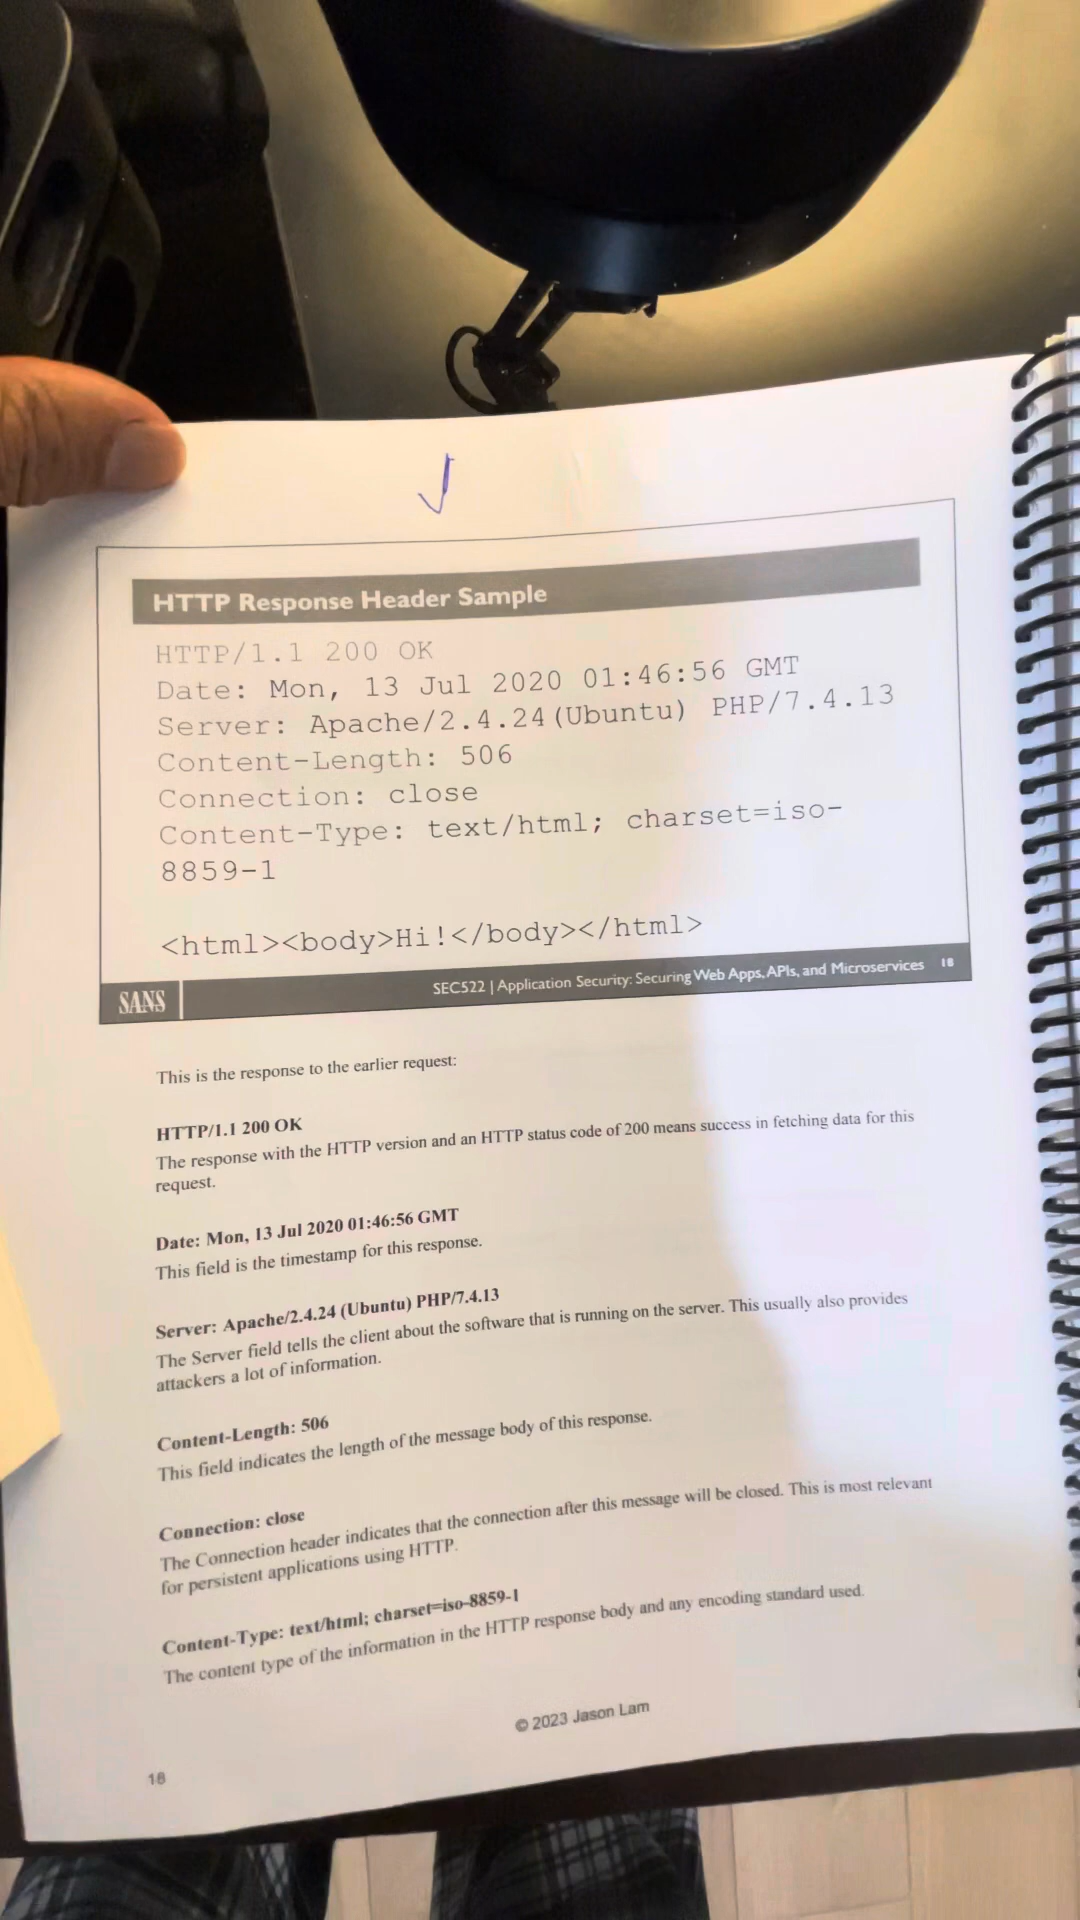 HTTP Response Header Sample
HTTP/1.1 200 OK
Date: Mon, 13 Jul 2020 01:46:56 GMT
Server: Apache/2.4.24(Ubuntu) PHP/7.4.13
Content-Length: 506
Connection: close
Content-Type: text/html; charset=iso-
8859-1
<html><body>Hi!</body></html>
SANS
SEC522 | Application Security: Securing Web Apps, APIs, and Microservices 18
This is the response to the earlier request:
HTTP/1.1 200 OK
The response with the HTTP version and an HTTP status code of 200 means success in fetching data for this
request.
Date: Mon, 13 Jul 2020 01:46:56 GMT
This field is the timestamp for this response.
Server: Apache/2.4.24 (Ubuntu) PHP/7.4.13
The Server field tells the client about the software that is running on the server. This usually also provides
attackers a lot of information.
Content-Length: 506
This field indicates the length of the message body of this response.
Connection: close
The Connection header indicates that the connection after this message will be closed. This is most relevant
for persistent applications using HTTP.
Content-Type: text/html; charset=iso-8859-1
The content type of the information in the HTTP response body and any encoding standard used.
© 2023 Jason Lam
18